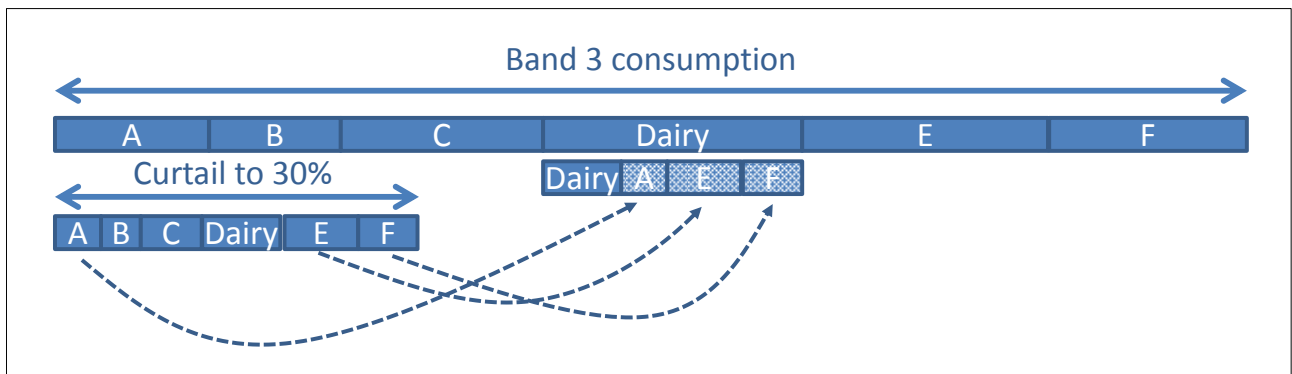 Band 3 consumption
A B C Dairy E F
Curtail to 30%
Dairy A E F
A B C Dairy E F